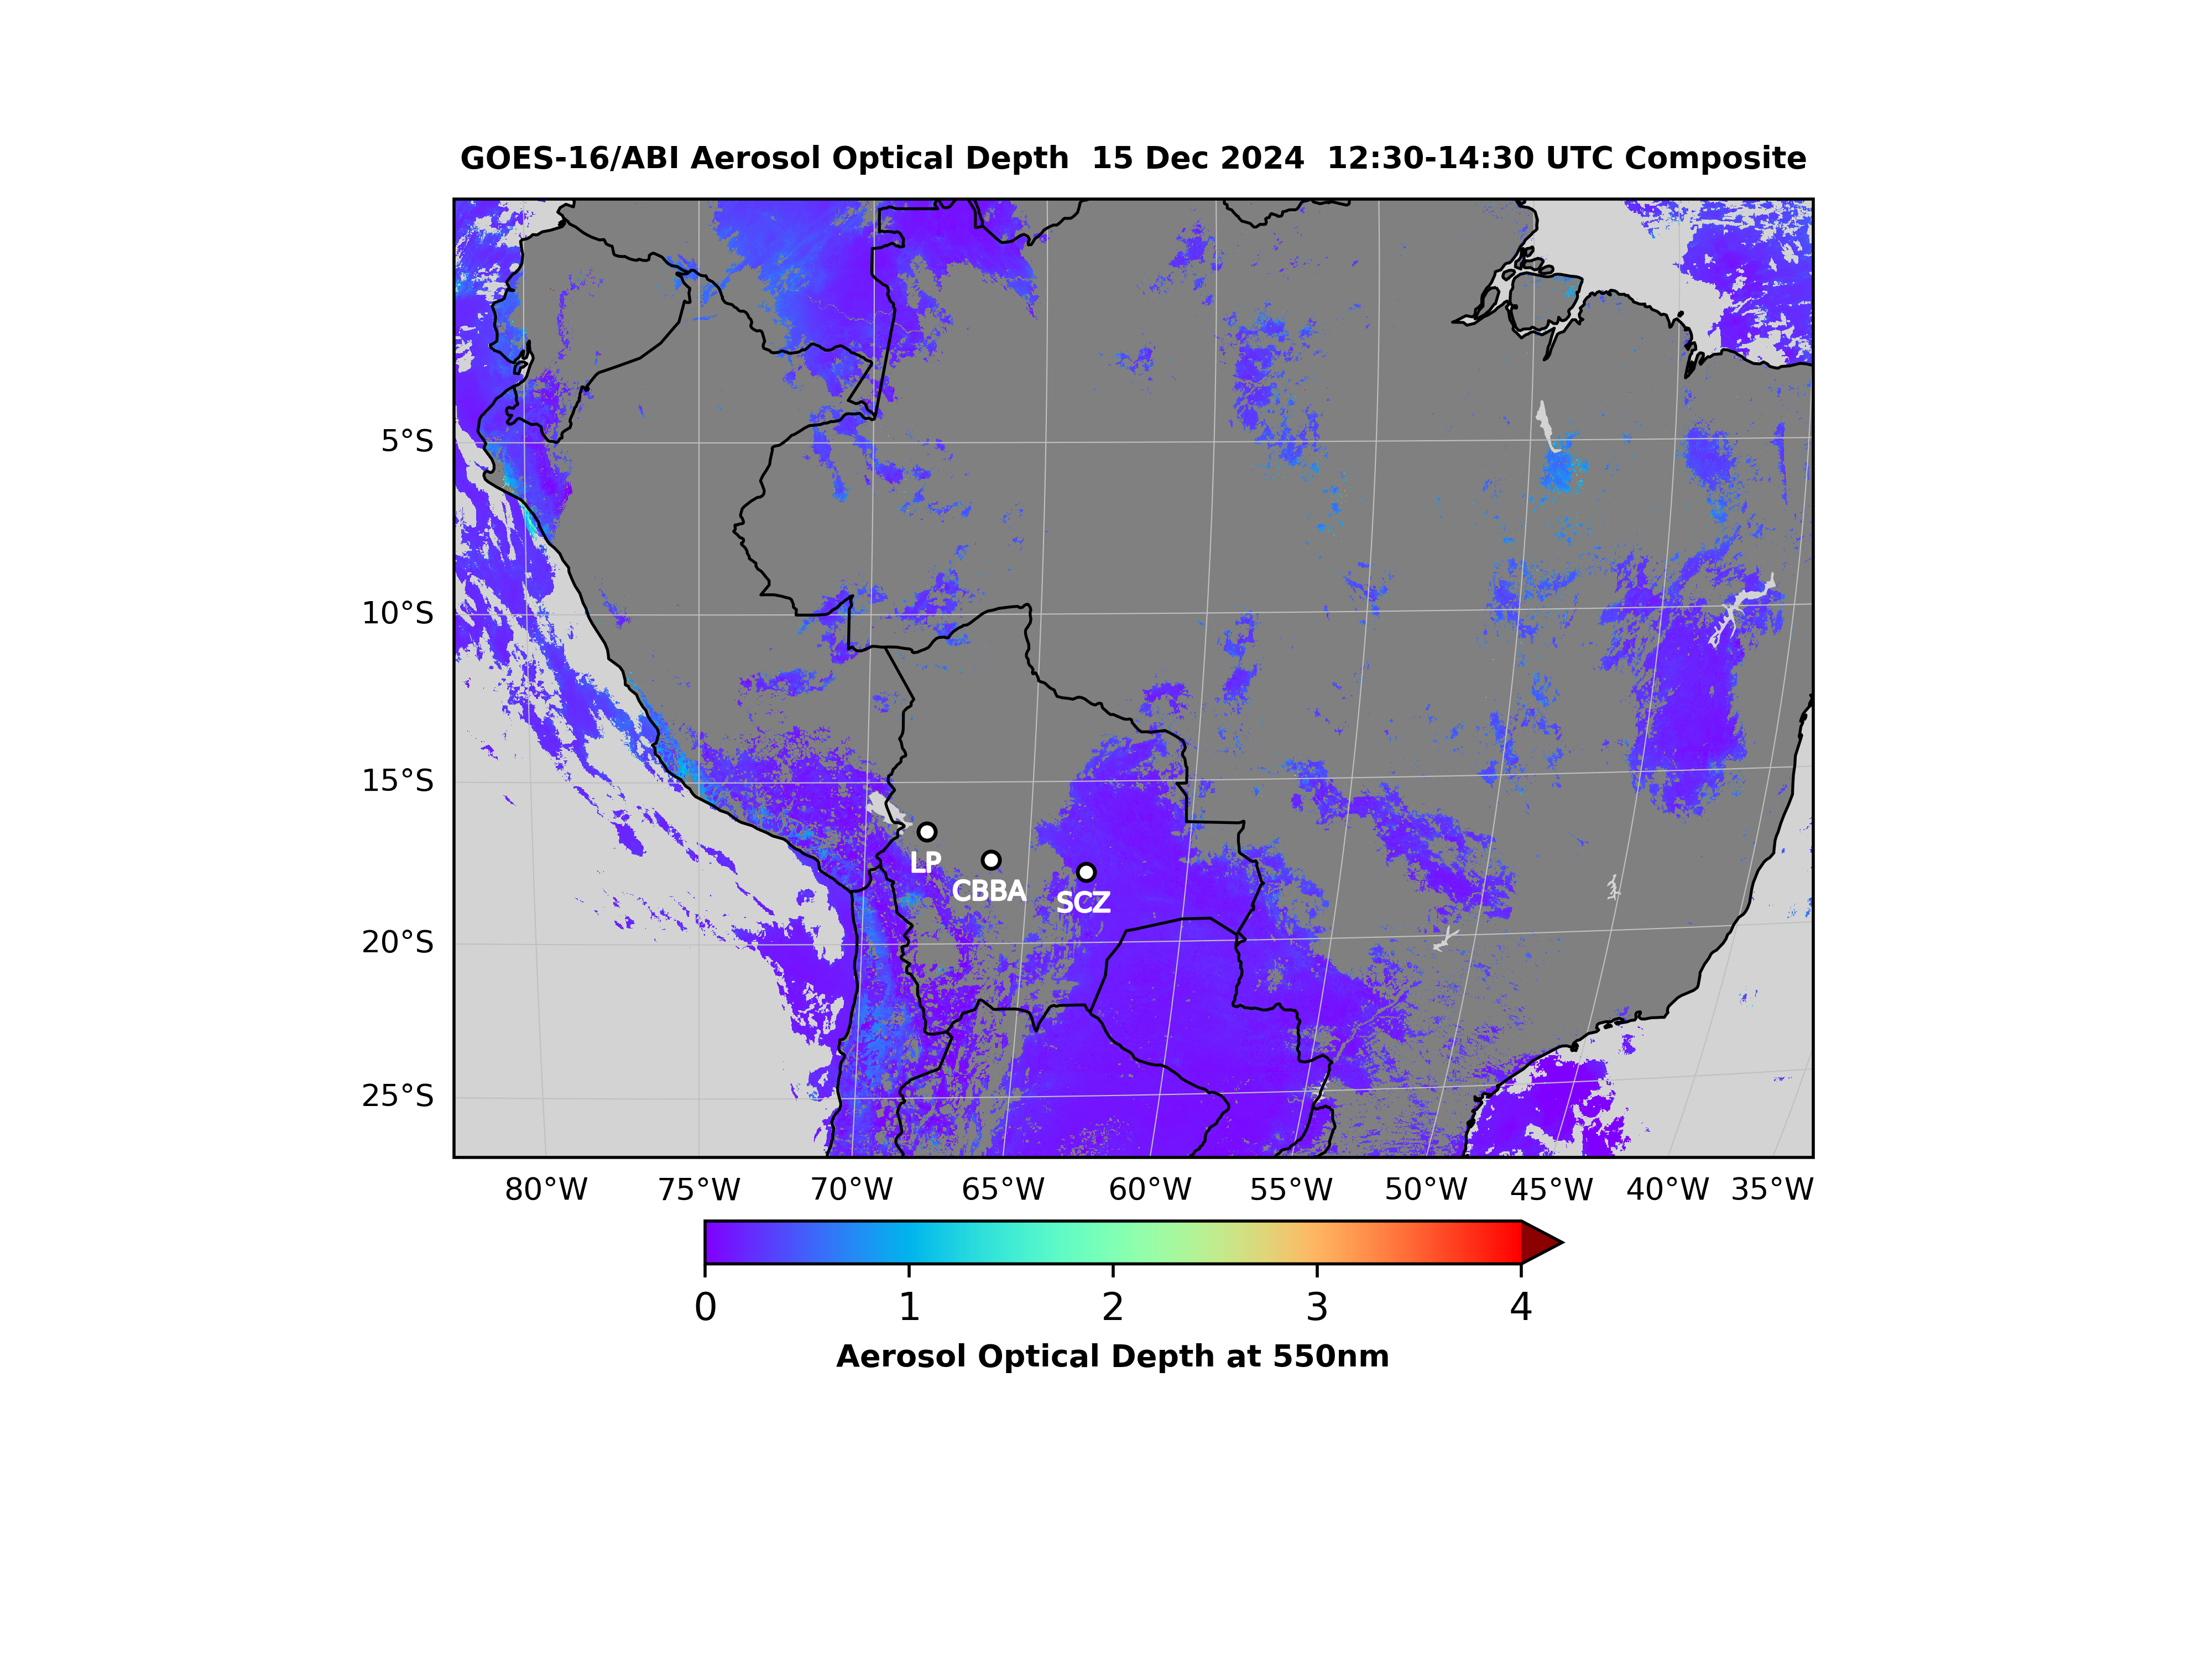 GOES-16/ABI Aerosol Optical Depth  15 Dec 2024  12:30-14:30 UTC Composite
5°S
10°S
15°S
LP
CBBA
SCZ
20°S
25°S
80°W 75°W 70°W 65°W 60°W 55°W 50°W 45°W 40°W 35°W
0 1 2 3 4
Aerosol Optical Depth at 550nm